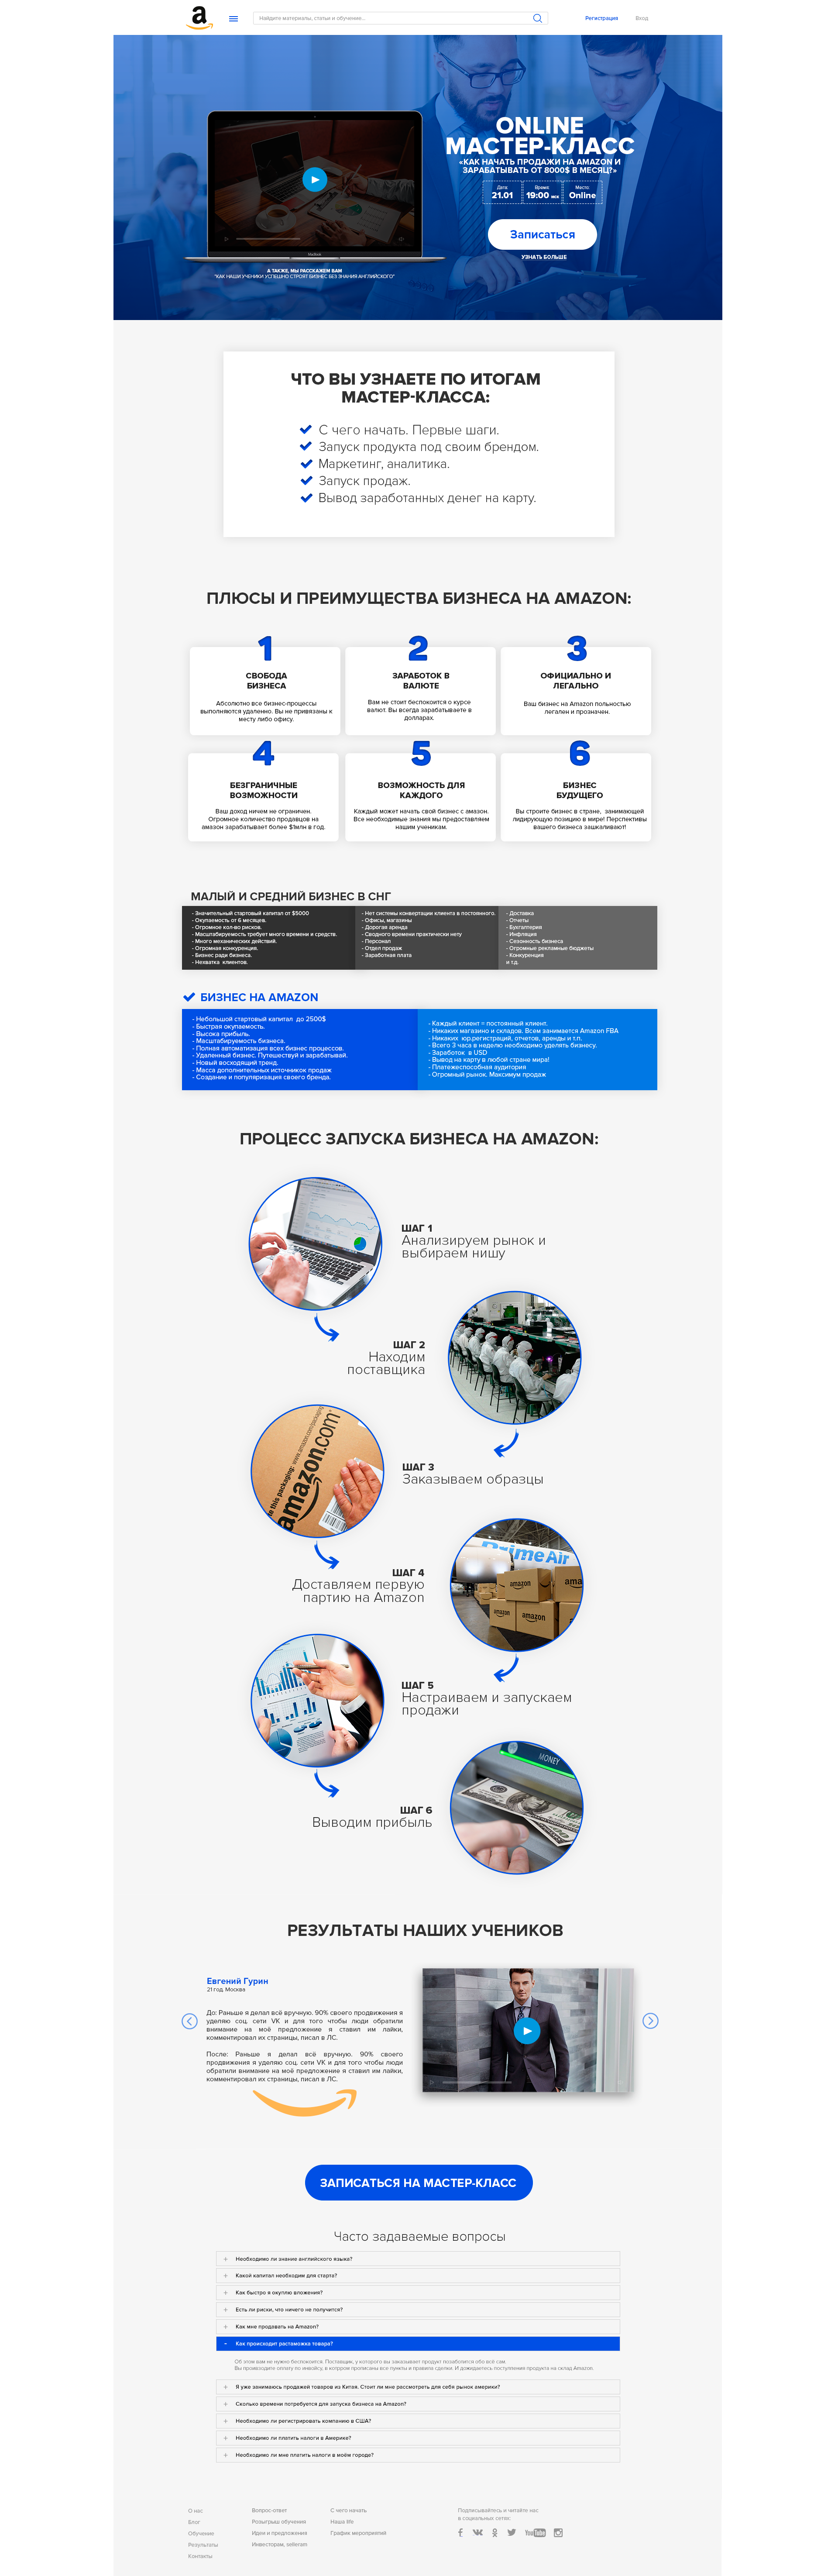 a
Найдите материалы, статьи и обучение...
Регистрация
Вход
ONLINE
МАСТЕР-КЛАСС
«КАК НАЧАТЬ ПРОДАЖИ НА AMAZON И
ЗАРАБАТЫВАТЬ ОТ 8000$ В МЕСЯЦ?»
Дата: Время: Место:
21.01 19:00 мск Online
Записаться
УЗНАТЬ БОЛЬШЕ
А ТАКЖЕ, МЫ РАССКАЖЕМ ВАМ
"КАК НАШИ УЧЕНИКИ УСПЕШНО СТРОЯТ БИЗНЕС БЕЗ ЗНАНИЯ АНГЛИЙСКОГО"
ЧТО ВЫ УЗНАЕТЕ ПО ИТОГАМ
МАСТЕР-КЛАССА:
С чего начать. Первые шаги.
Запуск продукта под своим брендом.
Маркетинг, аналитика.
Запуск продаж.
Вывод заработанных денег на карту.
ПЛЮСЫ И ПРЕИМУЩЕСТВА БИЗНЕСА НА AMAZON:
1
СВОБОДА
БИЗНЕСА
Абсолютно все бизнес-процессы
выполняются удаленно. Вы не привязаны к
месту либо офису.
2
ЗАРАБОТОК В
ВАЛЮТЕ
Вам не стоит беспокоится о курсе
валют. Вы всегда зарабатываете в
долларах.
3
ОФИЦИАЛЬНО И
ЛЕГАЛЬНО
Ваш бизнес на Amazon полностью
легален и прозначен.
4
БЕЗГРАНИЧНЫЕ
ВОЗМОЖНОСТИ
Ваш доход ничем не ограничен.
Огромное количество продавцов на
амазон зарабатывает более $1млн в год.
5
ВОЗМОЖНОСТЬ ДЛЯ
КАЖДОГО
Каждый может начать свой бизнес с амазон.
Все необходимые знания мы предоставляем
нашим ученикам.
6
БИЗНЕС
БУДУЩЕГО
Вы строите бизнес в стране, занимающей
лидирующую позицию в мире! Перспективы
вашего бизнеса зашкаливают!
МАЛЫЙ И СРЕДНИЙ БИЗНЕС В СНГ
- Значительный стартовый капитал от $5000
- Окупаемость от 6 месяцев.
- Огромное кол-во рисков.
- Масштабируемость требует много времени и средств.
- Много механических действий.
- Огромная конкуренция.
- Бизнес ради бизнеса.
- Нехватка клиентов.
- Нет системы конвертации клиента в постоянного.
- Офисы, магазины
- Дорогая аренда
- Сводного времени практически нету
- Персонал
- Отдел продаж
- Заработная плата
- Доставка
- Отчеты
- Бухгалтерия
- Инфляция
- Сезонность бизнеса
- Огромные рекламные бюджеты
- Конкуренция
и т.д.
БИЗНЕС НА AMAZON
- Небольшой стартовый капитал до 2500$
- Быстрая окупаемость.
- Высока прибыль.
- Масштабируемость бизнеса.
- Полная автоматизация всех бизнес процессов.
- Удаленный бизнес. Путешествуй и зарабатывай.
- Новый восходящий тренд.
- Масса дополнительных источникок продаж
- Создание и популяризация своего бренда.
- Каждый клиент = постоянный клиент.
- Никаких магазино и складов. Всем занимается Amazon FBA
- Никаких юр.регистраций, отчетов, аренды и т.п.
- Всего 3 часа в неделю необходимо уделять бизнесу.
- Заработок в USD
- Вывод на карту в любой стране мира!
- Платежеспособная аудитория
- Огромный рынок. Максимум продаж
ПРОЦЕСС ЗАПУСКА БИЗНЕСА НА AMAZON:
ШАГ 1
Анализируем рынок и
выбираем нишу
ШАГ 2
Находим
поставщика
amazon.com
ШАГ 3
Заказываем образцы
Prime Air
amazon
ШАГ 4
Доставляем первую
партию на Amazon
ШАГ 5
Настраиваем и запускаем
продажи
MONEY
ШАГ 6
Выводим прибыль
РЕЗУЛЬТАТЫ НАШИХ УЧЕНИКОВ
Евгений Гурин
21 год. Москва
До: Раньше я делал всё вручную. 90% своего продвижения я
уделяю соц. сети VK и для того чтобы люди обратили
внимание на моё предложение я ставил им лайки,
комментировал их страницы, писал в ЛС.
После: Раньше я делал всё вручную. 90% своего
продвижения я уделяю соц. сети VK и для того чтобы люди
обратили внимание на моё предложение я ставил им лайки,
комментировал их страницы, писал в ЛС.
ЗАПИСАТЬСЯ НА МАСТЕР-КЛАСС
Часто задаваемые вопросы
+ Необходимо ли знание английского языка?
+ Какой капитал необходим для старта?
+ Как быстро я окуплю вложения?
+ Есть ли риски, что ничего не получится?
+ Как мне продавать на Amazon?
- Как происходит растаможка товара?
Об этом вам не нужно беспокоится. Поставщик, у которого вы заказывает продукт позаботится обо всё сам.
Вы произоводите оплату по инвойсу, в котором прописаны все пункты и правила сделки. И дожидаетесь поступления продукта на склад Amazon.
+ Я уже занимаюсь продажей товаров из Китая. Стоит ли мне рассмотреть для себя рынок америки?
+ Сколько времени потребуется для запуска бизнеса на Amazon?
+ Необходимо ли регистрировать компанию в США?
+ Необходимо ли платить налоги в Америке?
+ Необходимо ли мне платить налоги в моём городе?
О нас
Блог
Обучение
Результаты
Контакты
Вопрос-ответ
Розыгрыш обучения
Идеи и предложения
Инвесторам, selleram
С чего начать
Наша life
График мероприятий
Подписывайтесь и читайте нас
в социальных сетях:
You Tube